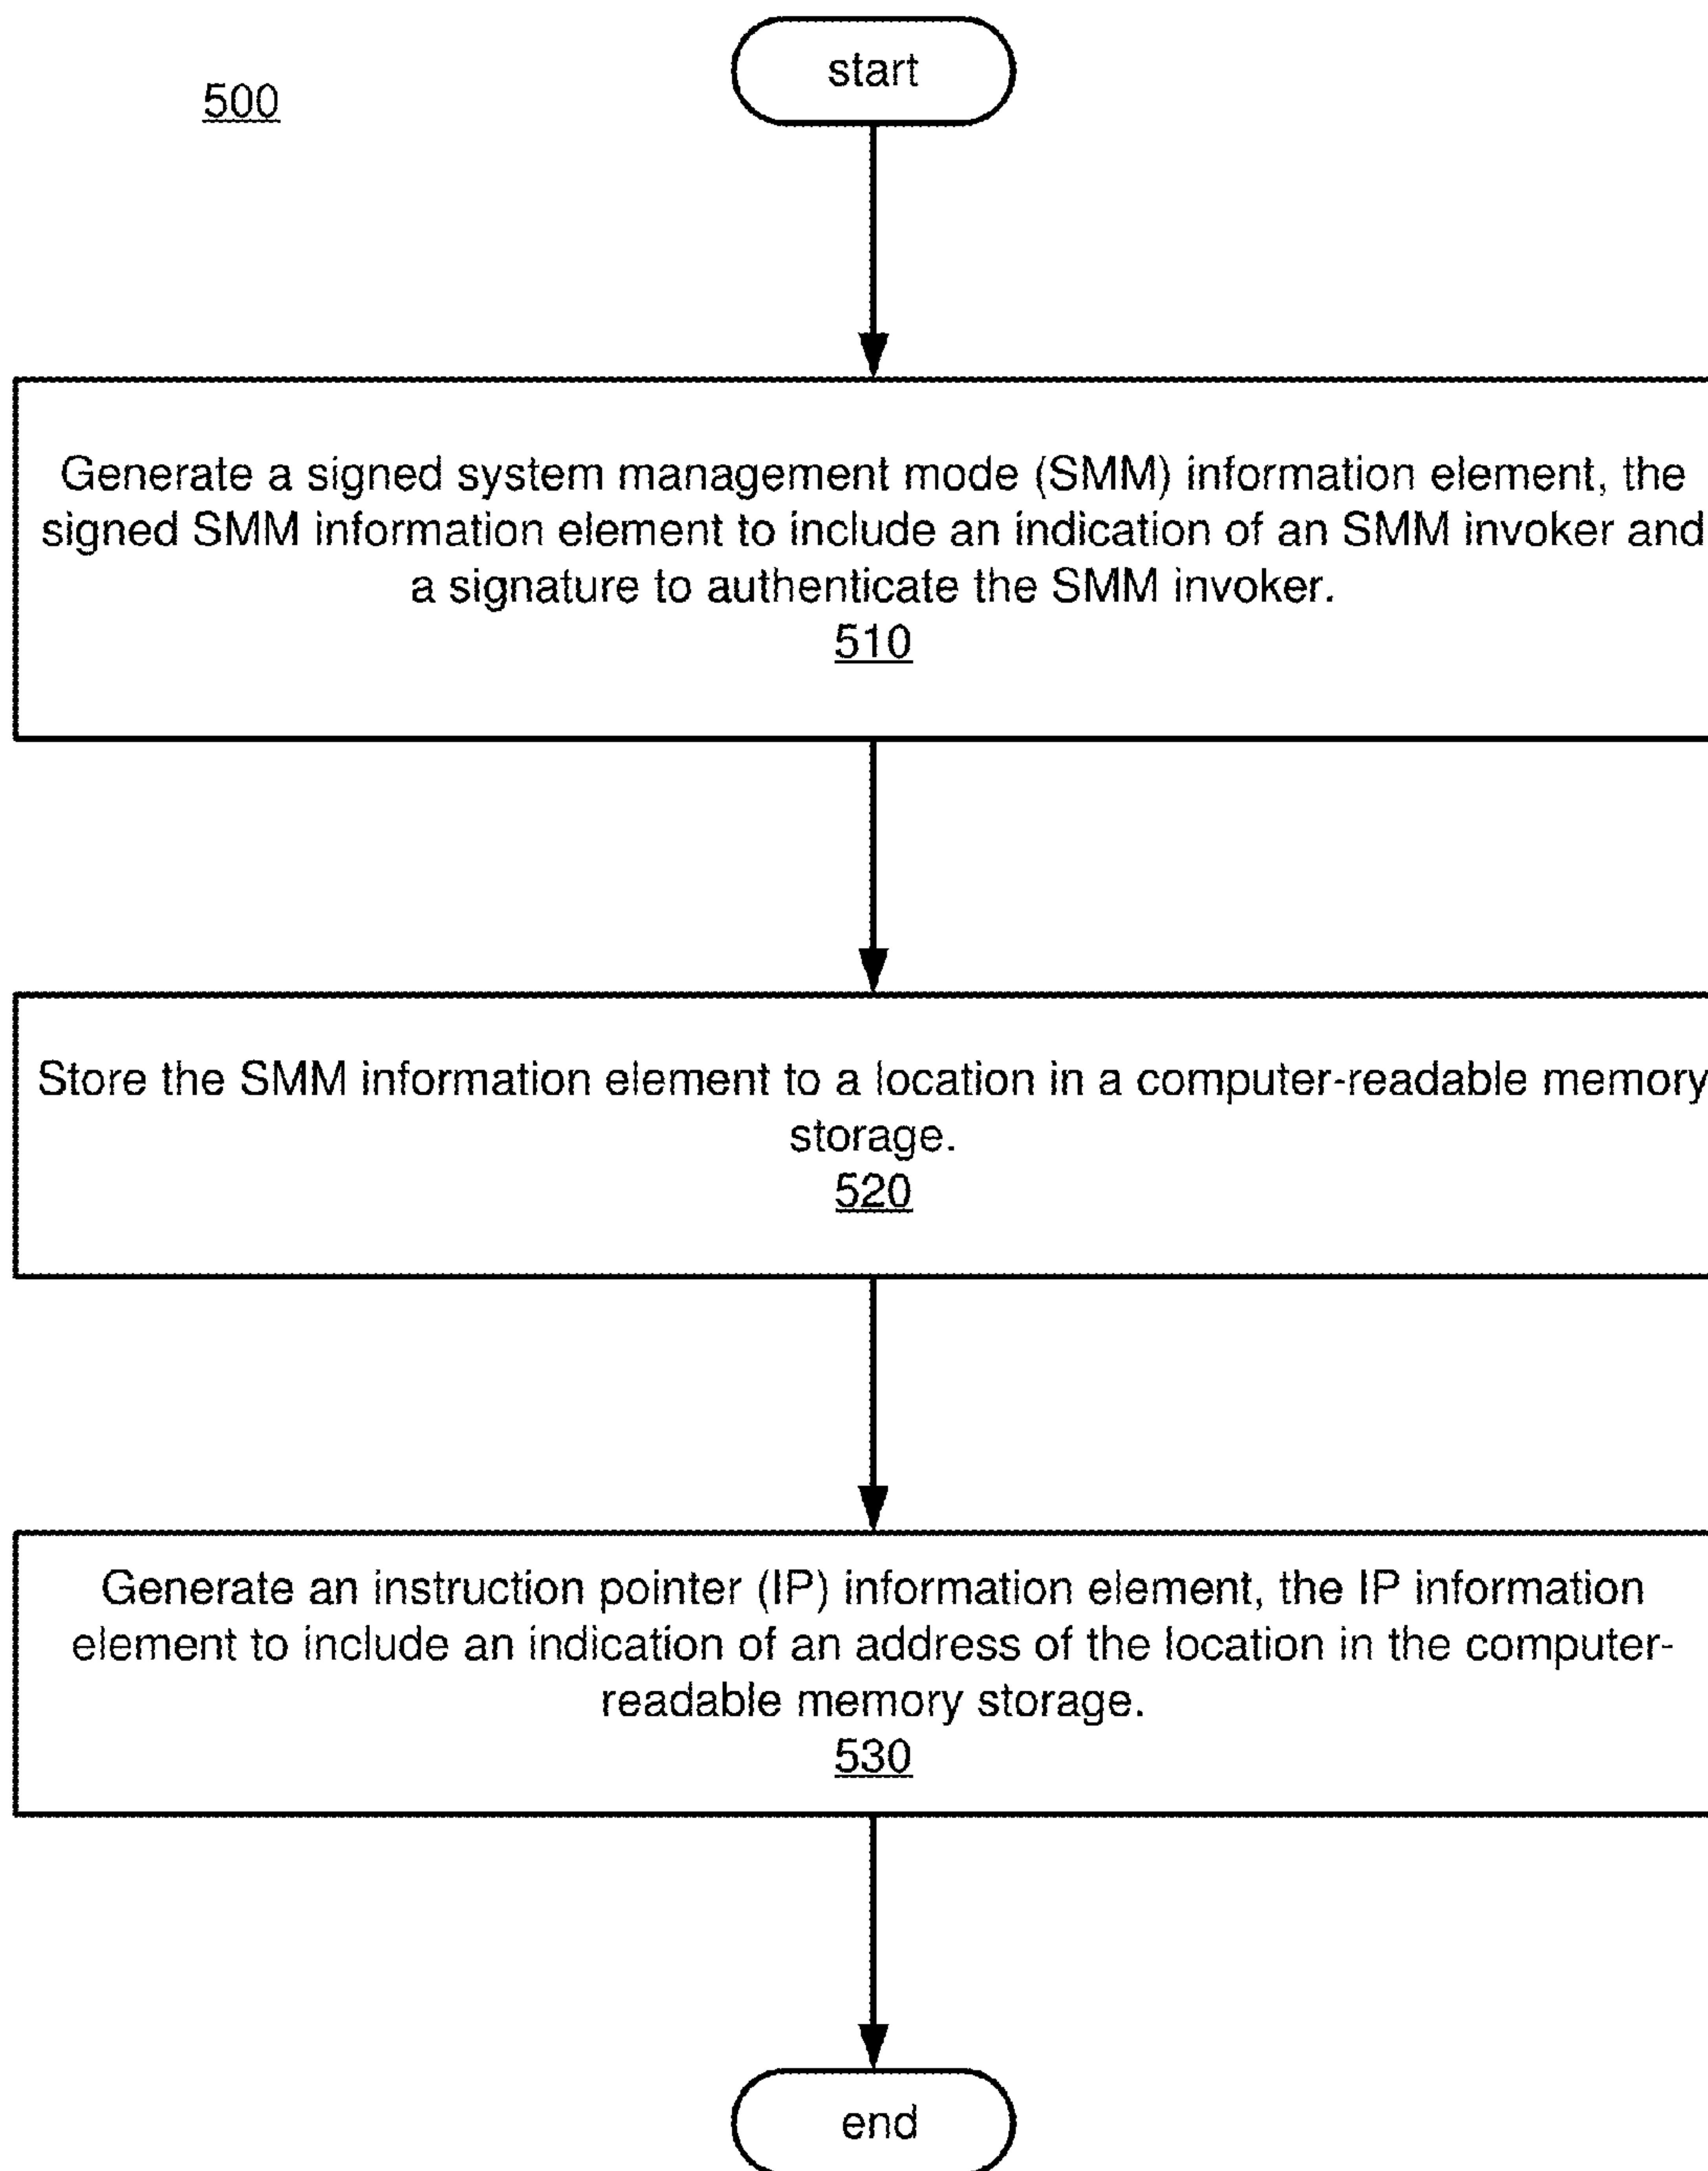 start
500
Generate a signed system management mode (SMM) information element, the
signed SMM information element to include an indication of an SMM invoker and
a signature to authenticate the SMM invoker.
510
Store the SMM information element to a location in a computer-readable memory
storage.
520
Generate an instruction pointer (IP) information element, the IP information
element to include an indication of an address of the location in the computer-
readable memory storage.
530
end